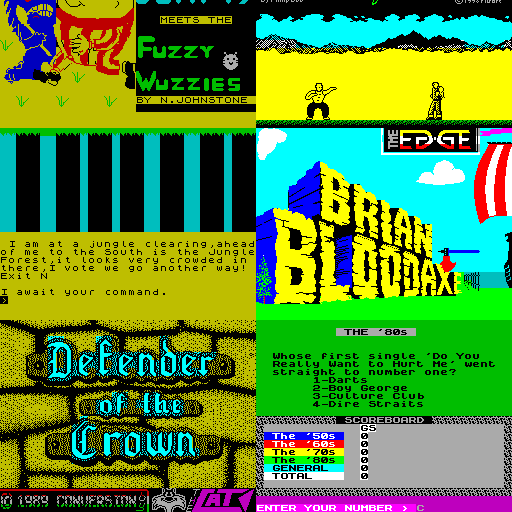 MEETS THE
FUZZY
WUZZIES
BY N.JOHNSTONE
THE EDGE
BRIAN
BLOODAXE
I am at a jungle clearing,ahead
of me to the South is the Jungle
Forest,it looks very crowded in
there,I vote we go another way!
Exit N
I await your command.
>
Defender
of the
Crown
© 1989 CONVERSION
CAT
THE '80s
Whose first single 'Do You
Really Want to Hurt Me' went
straight to number one?
1-Darts
2-Boy George
3-Culture Club
4-Dire Straits
SCOREBOARD
GS
The '50s 0
The '60s 0
The '70s 0
The '80s 0
GENERAL 0
TOTAL 0
ENTER YOUR NUMBER > C